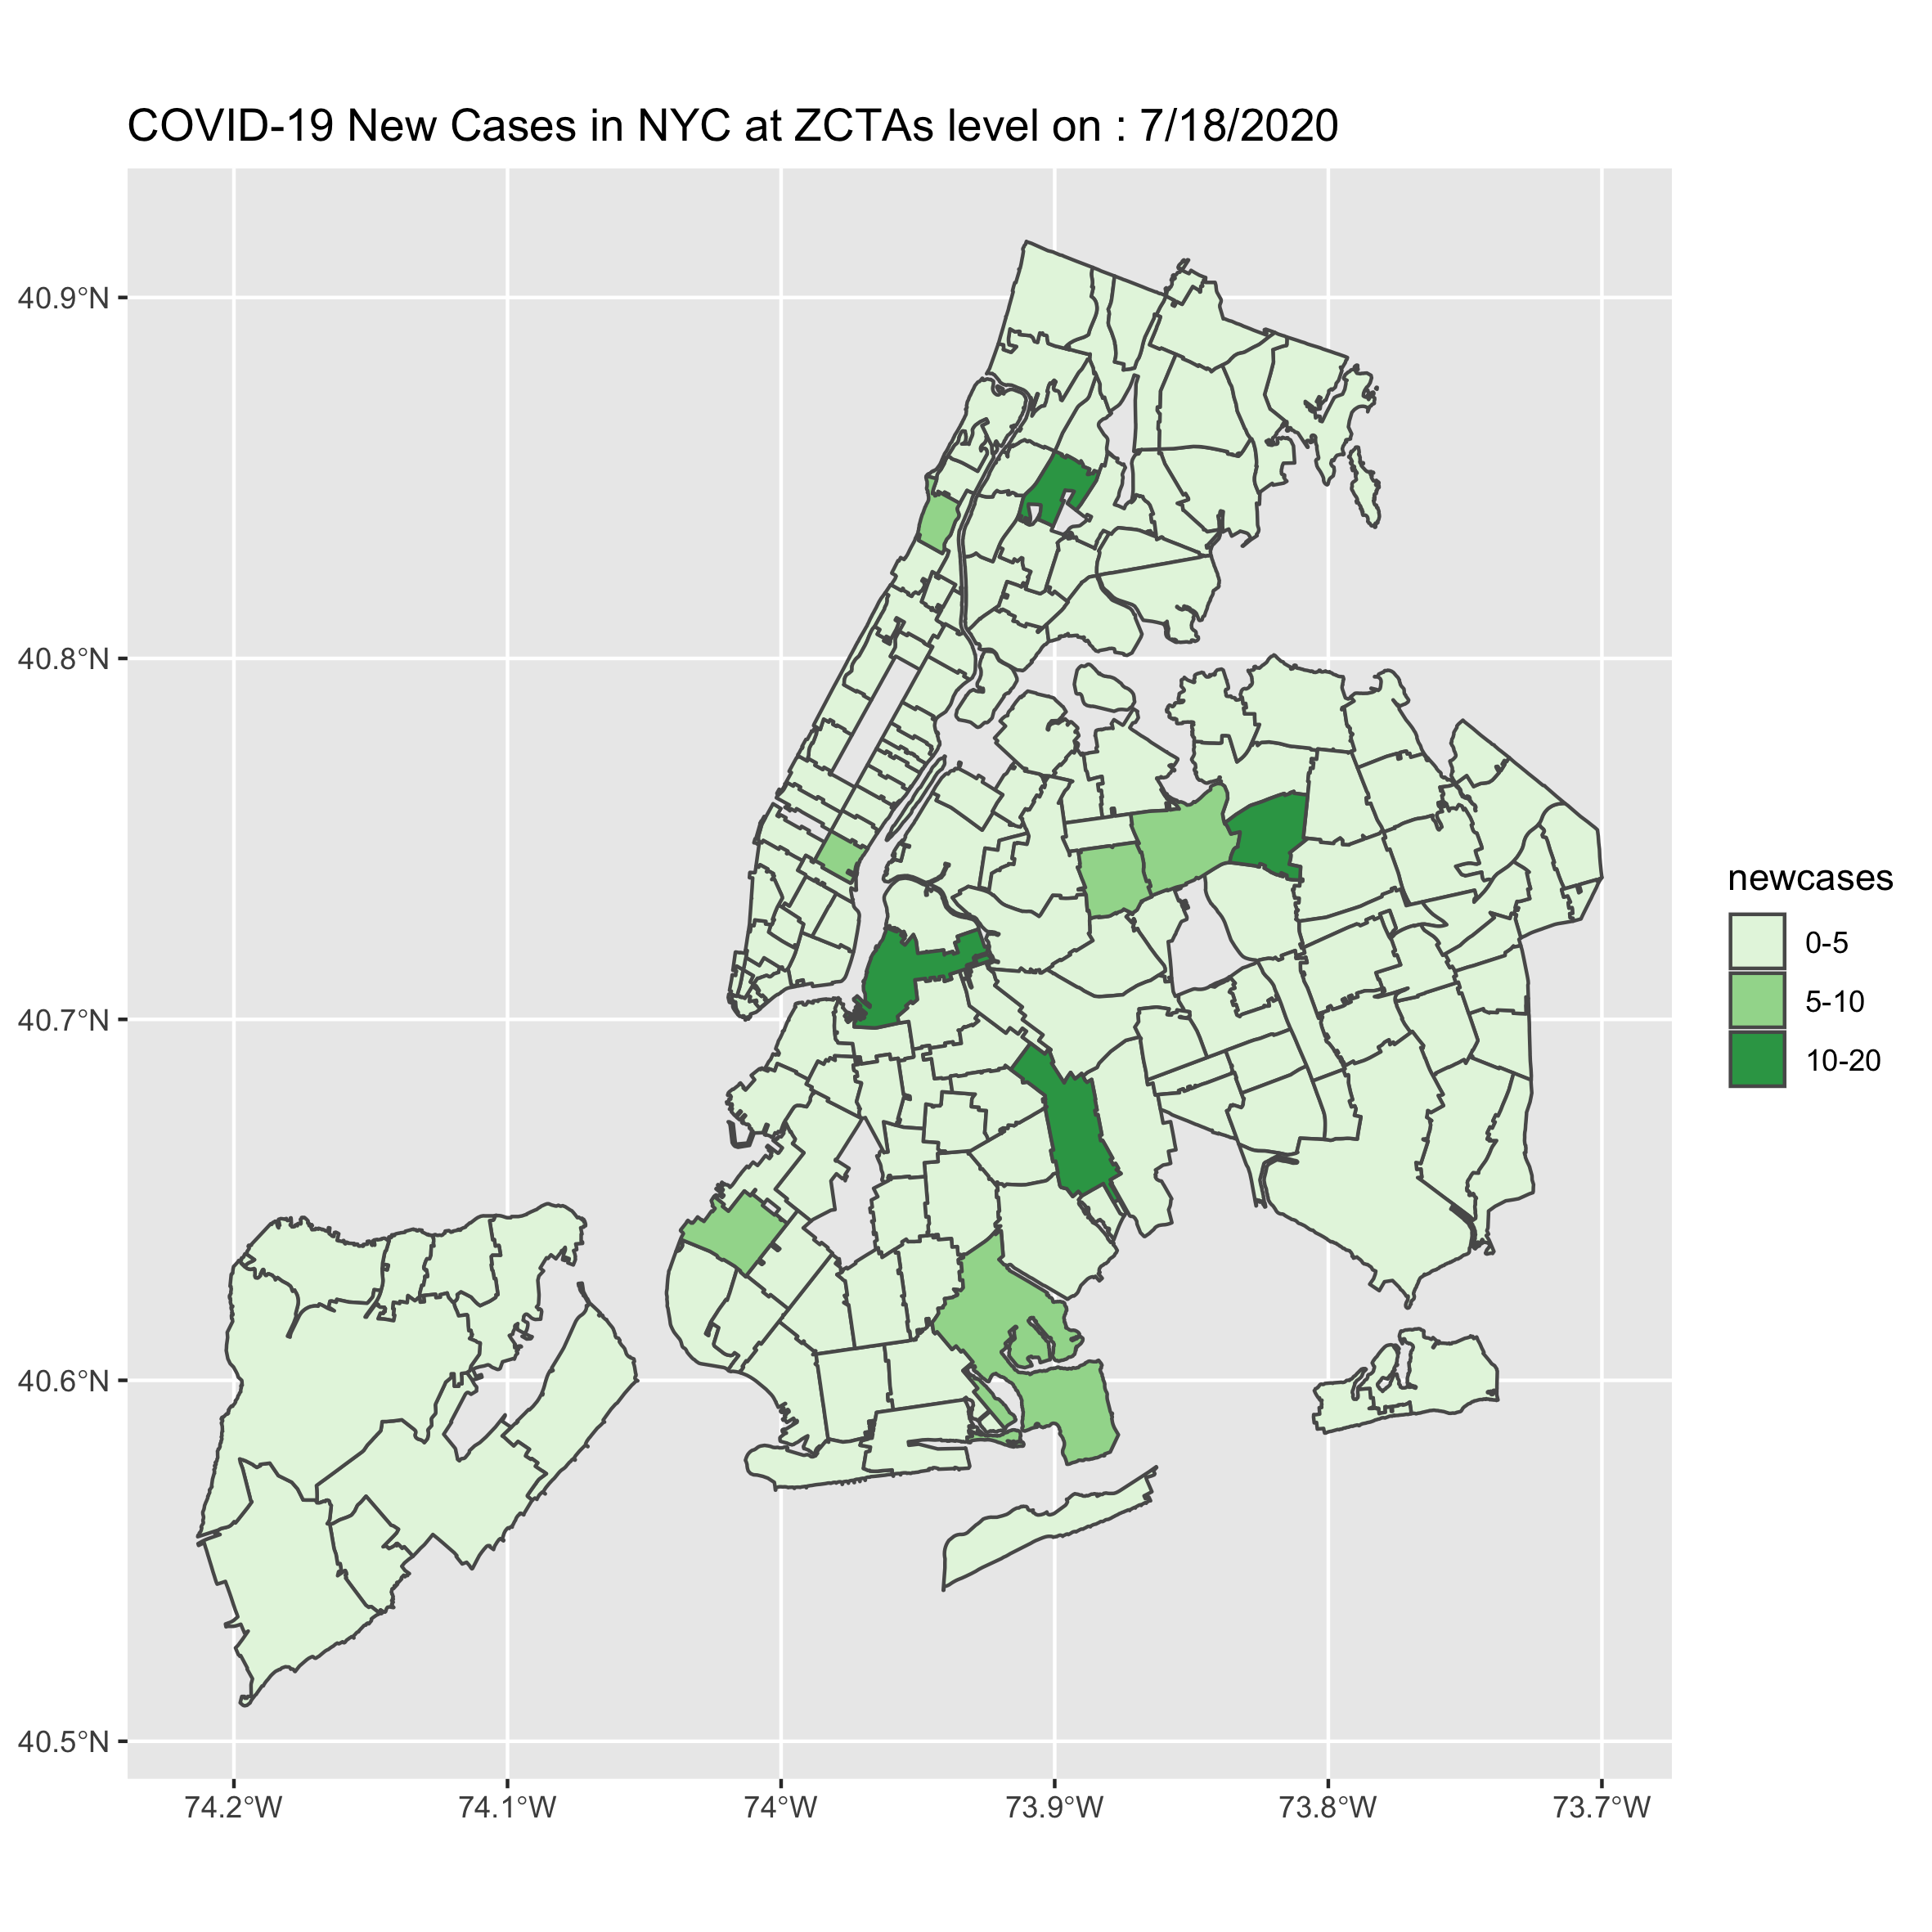 COVID-19 New Cases in NYC at ZCTAs level on : 7/18/2020
40.9°N
40.8°N
40.7°N
40.6°N
40.5°N
74.2°W
74.1°W
74°W
73.9°W
73.8°W
73.7°W
newcases
0-5
5-10
10-20